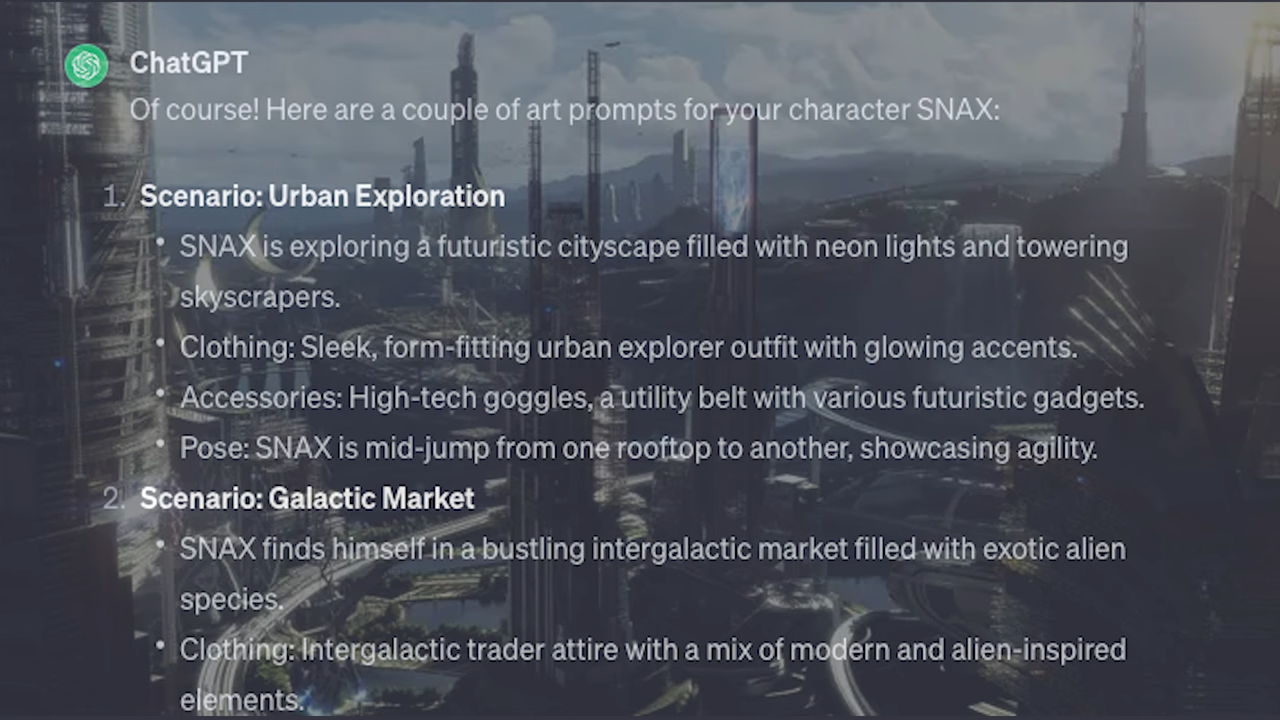 ChatGPT
Of course! Here are a couple of art prompts for your character SNAX:
1. Scenario: Urban Exploration
• SNAX is exploring a futuristic cityscape filled with neon lights and towering
skyscrapers.
• Clothing: Sleek, form-fitting urban explorer outfit with glowing accents.
• Accessories: High-tech goggles, a utility belt with various futuristic gadgets.
• Pose: SNAX is mid-jump from one rooftop to another, showcasing agility.
2. Scenario: Galactic Market
• SNAX finds himself in a bustling intergalactic market filled with exotic alien
species.
• Clothing: Intergalactic trader attire with a mix of modern and alien-inspired
elements.